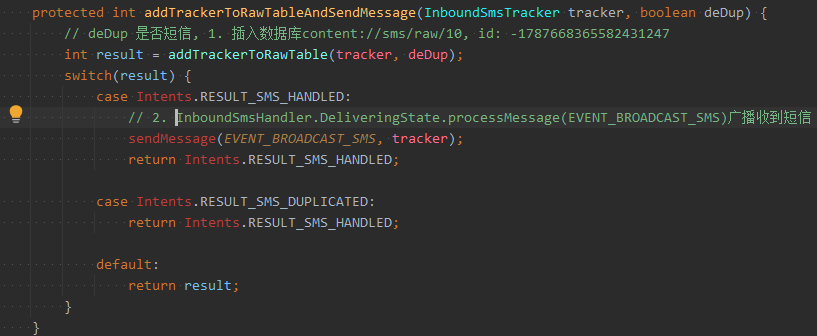 protected int addTrackerToRawTableAndSendMessage(InboundSmsTracker tracker, boolean deDup) {
// deDup 是否短信, 1. 插入数据库content://sms/raw/10, id: -1787668365582431247
int result = addTrackerToRawTable(tracker, deDup);
switch(result) {
case Intents.RESULT_SMS_HANDLED:
// 2. InboundSmsHandler.DeliveringState.processMessage(EVENT_BROADCAST_SMS)广播收到短信
sendMessage(EVENT_BROADCAST_SMS, tracker);
return Intents.RESULT_SMS_HANDLED;
case Intents.RESULT_SMS_DUPLICATED:
return Intents.RESULT_SMS_HANDLED;
default:
return result;
}
}